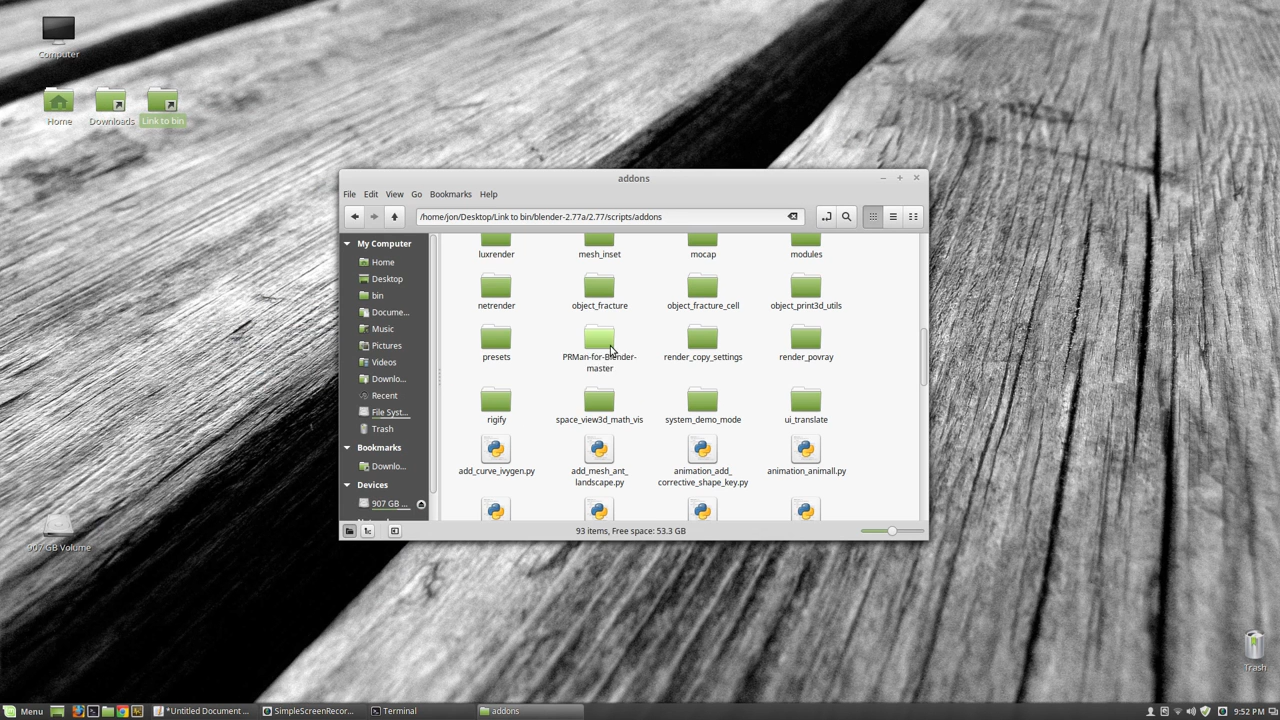 Computer
Home
Downloads
Link to bin
907 GB Volume
Trash
addons
File Edit View Go Bookmarks Help
/home/jon/Desktop/Link to bin/blender-2.77a/2.77/scripts/addons
My Computer
Home
Desktop
bin
Docume...
Music
Pictures
Videos
Downlo...
Recent
File Syst...
Trash
Bookmarks
Downlo...
Devices
907 GB ...
luxrender
mesh_inset
mocap
modules
netrender
object_fracture
object_fracture_cell
object_print3d_utils
presets
PRMan-for-Blender-
master
render_copy_settings
render_povray
rigify
space_view3d_math_vis
system_demo_mode
ui_translate
add_curve_ivygen.py
add_mesh_ant_
landscape.py
animation_add_
corrective_shape_key.py
animation_animall.py
93 items, Free space: 53.3 GB
Menu
*Untitled Document ...
SimpleScreenRecor...
Terminal
addons
9:52 PM